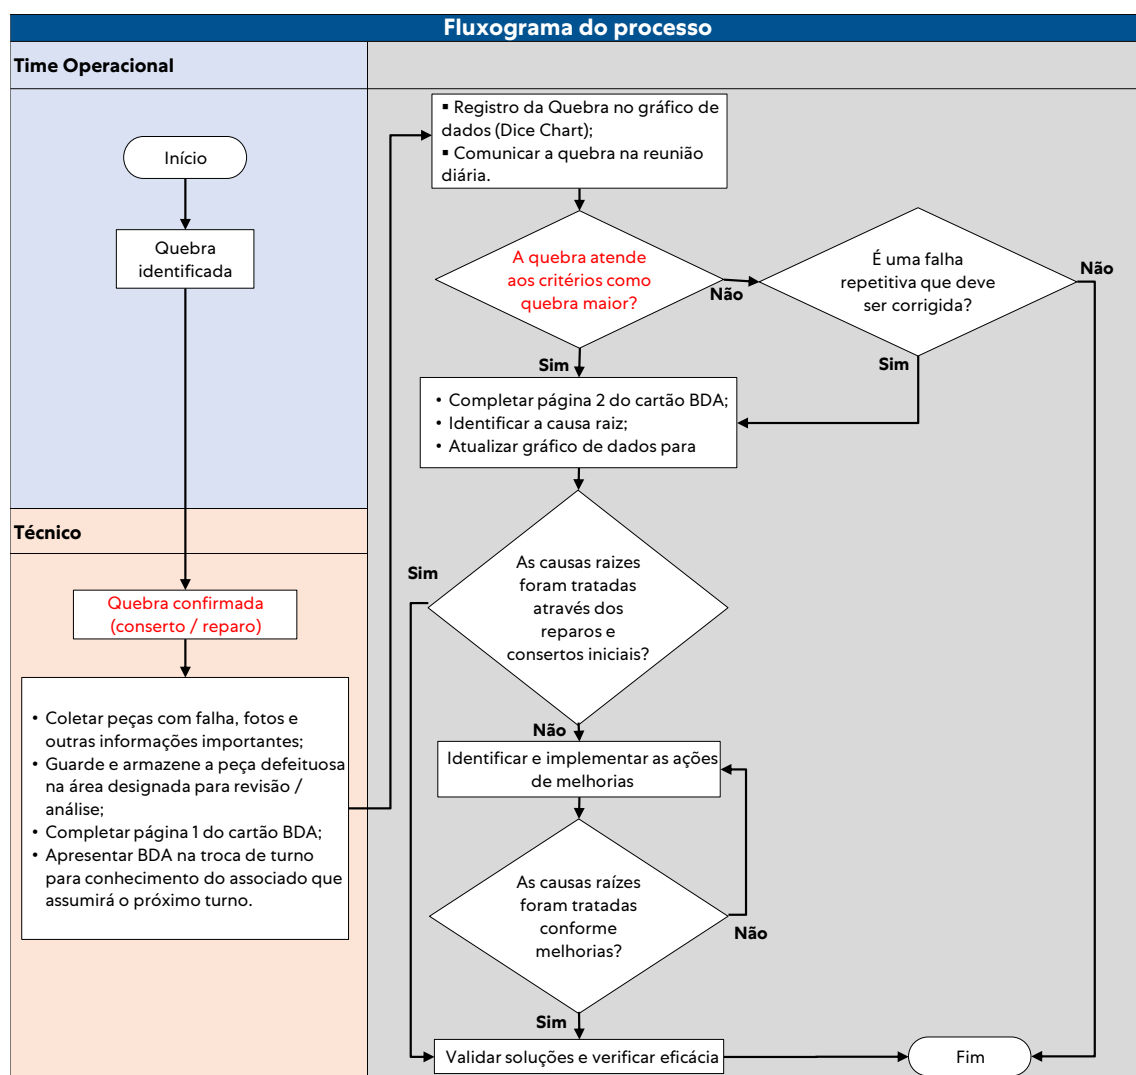 Fluxograma do processo
Time Operacional
Início
Quebra
identificada
Técnico
Quebra confirmada
(conserto / reparo)
• Coletar peças com falha, fotos e
outras informações importantes;
• Guarde e armazene a peça defeituosa
na área designada para revisão /
análise;
• Completar página 1 do cartão BDA;
• Apresentar BDA na troca de turno
para conhecimento do associado que
assumirá o próximo turno.
▪ Registro da Quebra no gráfico de
dados (Dice Chart);
▪ Comunicar a quebra na reunião
diária.
A quebra atende
aos critérios como
quebra maior?
Não
É uma falha
repetitiva que deve
ser corrigida?
Não
Sim
Sim
• Completar página 2 do cartão BDA;
• Identificar a causa raiz;
• Atualizar gráfico de dados para
As causas raizes
foram tratadas
através dos
reparos e
consertos iniciais?
Sim
Não
Identificar e implementar as ações
de melhorias
As causas raízes
foram tratadas
conforme
melhorias?
Não
Sim
Validar soluções e verificar eficácia
Fim